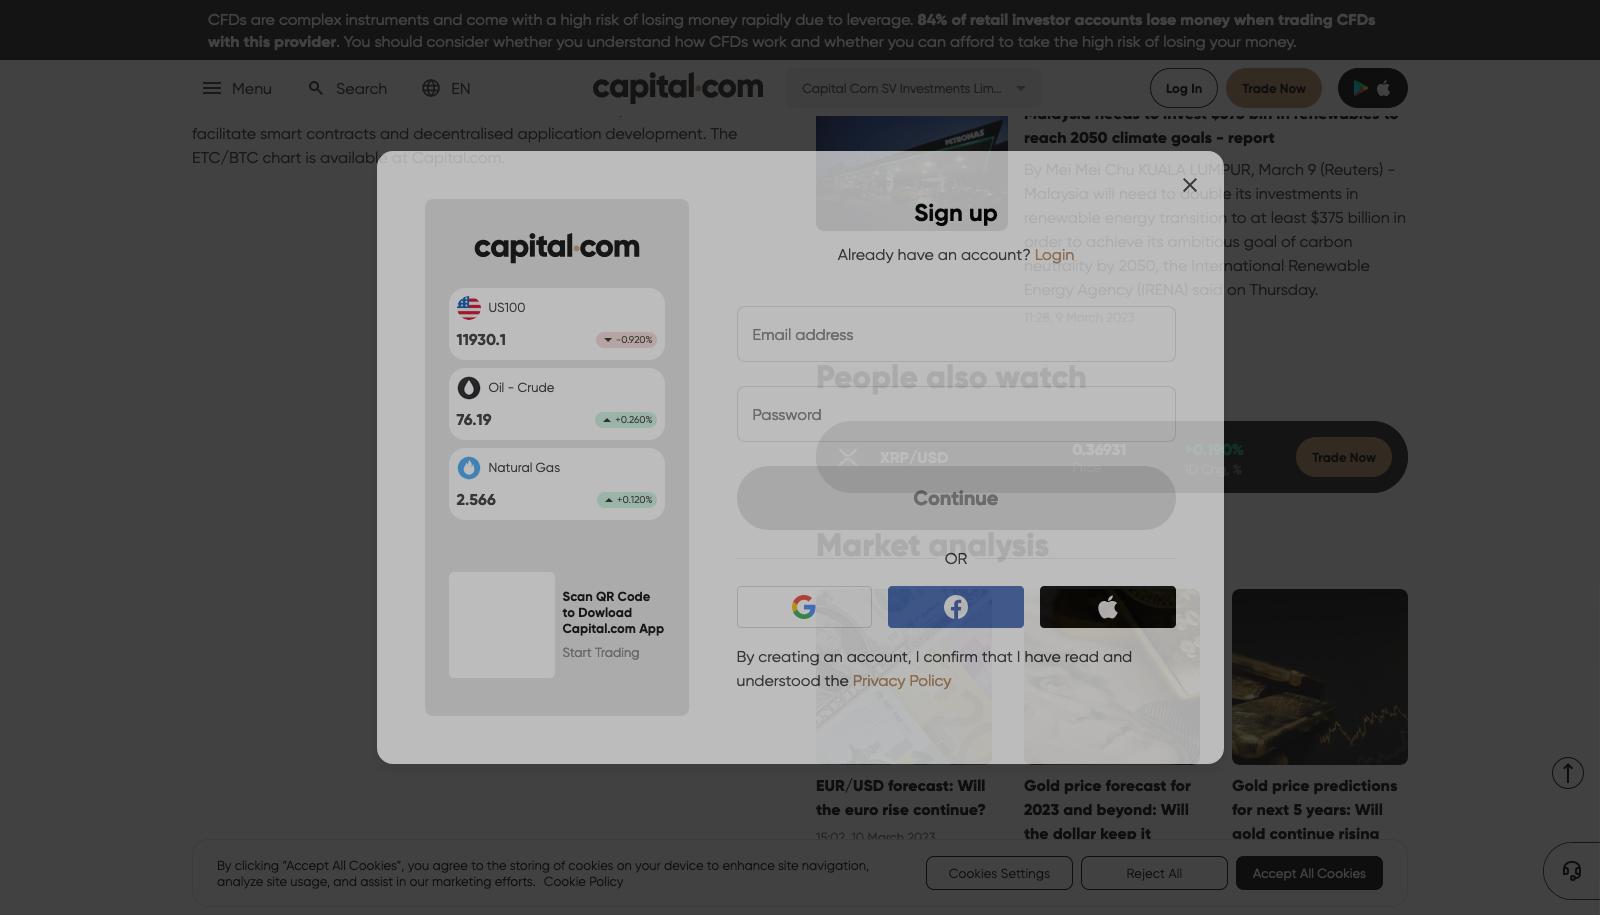 CFDs are complex instruments and come with a high risk of losing money rapidly due to leverage. 84% of retail investor accounts lose money when trading CFDs
with this provider. You should consider whether you understand how CFDs work and whether you can afford to take the high risk of losing your money.
Menu
Search
EN
capital.com
Capital Com SV Investments Lim...
Log In
Trade Now
facilitate smart contracts and decentralised application development. The
ETC/BTC chart is available at Capital.com.
PETRONAS
Malaysia needs to invest $375 bln in renewables to
reach 2050 climate goals - report
By Mei Mei Chu KUALA LUMPUR, March 9 (Reuters) -
Malaysia will need to double its investments in
renewable energy transition to at least $375 billion in
order to achieve its ambitious goal of carbon
neutrality by 2050, the International Renewable
Energy Agency (IRENA) said on Thursday.
11:28, 9 March 2023
capital.com
US100
11930.1
-0.920%
Oil - Crude
76.19
+0.260%
Natural Gas
2.566
+0.120%
Scan QR Code
to Dowload
Capital.com App
Start Trading
Sign up
Already have an account? Login
Email address
People also watch
Password
XRP/USD
0.36931
Price
+0.190%
1D Chg, %
Trade Now
Continue
Market analysis
OR
By creating an account, I confirm that I have read and
understood the Privacy Policy
EUR/USD forecast: Will
the euro rise continue?
15:02, 10 March 2023
Gold price forecast for
2023 and beyond: Will
the dollar keep it
Gold price predictions
for next 5 years: Will
gold continue rising
By clicking “Accept All Cookies”, you agree to the storing of cookies on your device to enhance site navigation,
analyze site usage, and assist in our marketing efforts. Cookie Policy
Cookies Settings
Reject All
Accept All Cookies